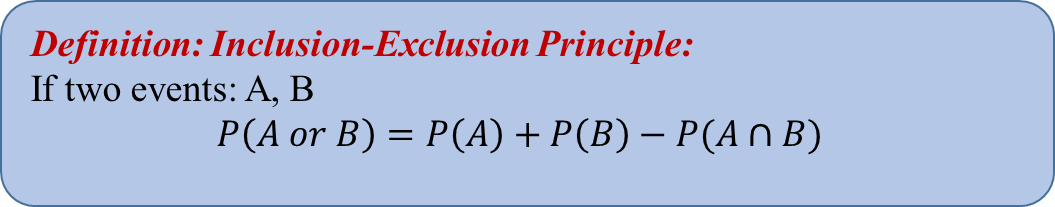 Definition: Inclusion-Exclusion Principle:
If two events: A, B
P(A or B) = P(A) + P(B) − P(A ∩ B)